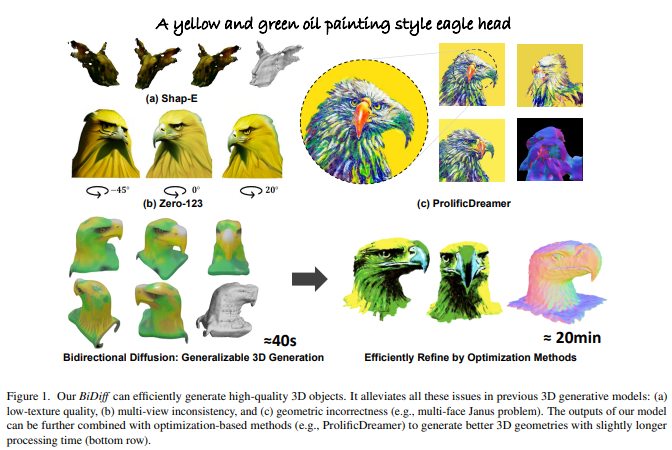 A yellow and green oil painting style eagle head
(a) Shap-E
−45°
0°
20°
(b) Zero-123
(c) ProlificDreamer
≈40s
Bidirectional Diffusion: Generalizable 3D Generation
≈ 20min
Efficiently Refine by Optimization Methods
Figure 1. Our BiDiff can efficiently generate high-quality 3D objects. It alleviates all these issues in previous 3D generative models: (a)
low-texture quality, (b) multi-view inconsistency, and (c) geometric incorrectness (e.g., multi-face Janus problem). The outputs of our model
can be further combined with optimization-based methods (e.g., ProlificDreamer) to generate better 3D geometries with slightly longer
processing time (bottom row).